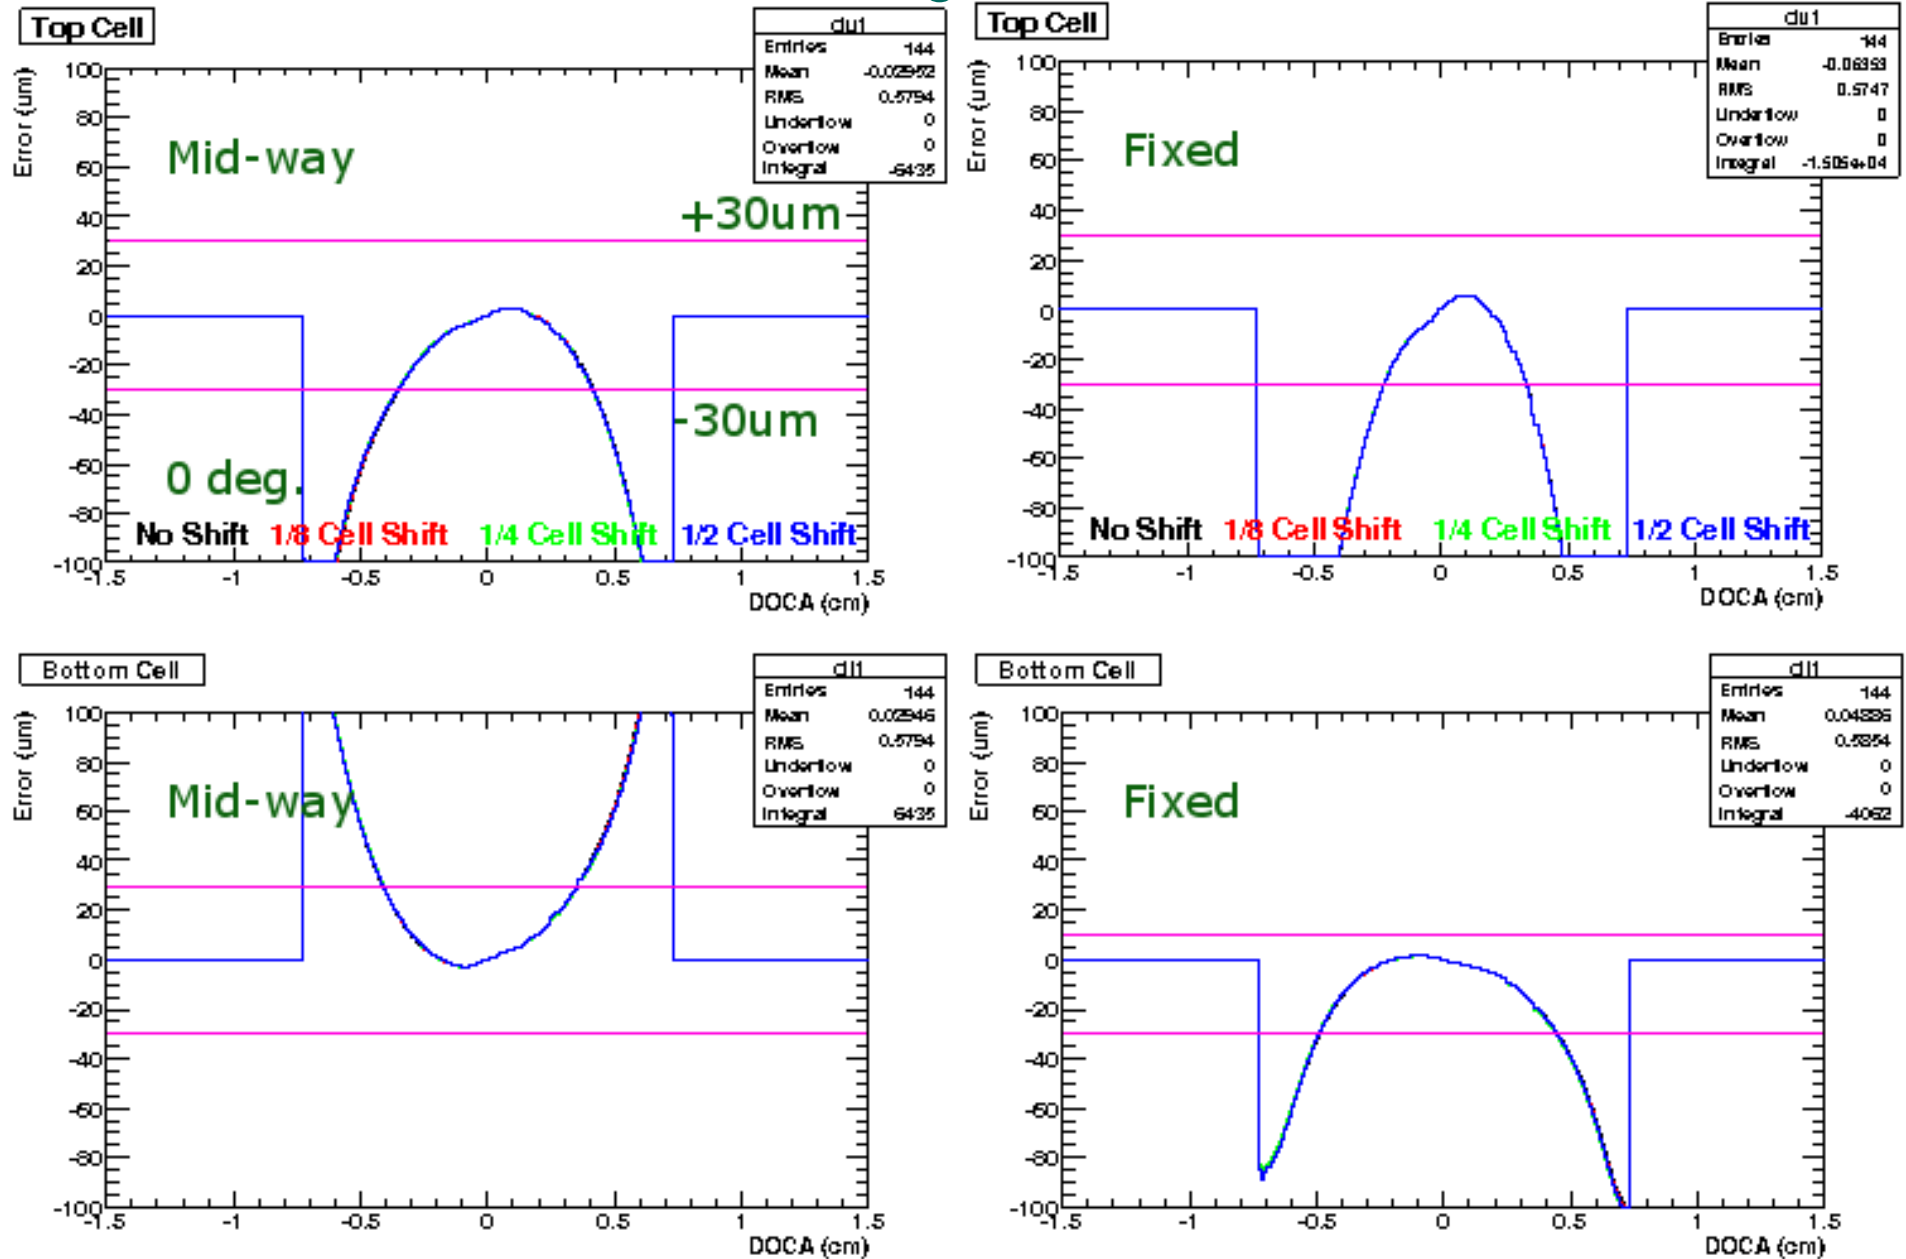 Top Cell
du1
Entries 144
Mean -0.02952
RMS 0.5794
Underflow 0
Overflow 0
Integral -6435
Error (um)
100
80
60
40
20
0
-20
-40
-60
-80
-100
Mid-way
+30um
-30um
0 deg.
No Shift 1/8 Cell Shift 1/4 Cell Shift 1/2 Cell Shift
-1.5 -1 -0.5 0 0.5 1 1.5
DOCA (cm)
Top Cell
du1
Entries 144
Mean -0.06353
RMS 0.5747
Underflow 0
Overflow 0
Integral -1.505e+04
Error (um)
100
80
60
40
20
0
-20
-40
-60
-80
-100
Fixed
No Shift 1/8 Cell Shift 1/4 Cell Shift 1/2 Cell Shift
-1.5 -1 -0.5 0 0.5 1 1.5
DOCA (cm)
Bottom Cell
dl1
Entries 144
Mean 0.02946
RMS 0.5794
Underflow 0
Overflow 0
Integral 6435
Error (um)
100
80
60
40
20
0
-20
-40
-60
-80
-100
Mid-way
-1.5 -1 -0.5 0 0.5 1 1.5
DOCA (cm)
Bottom Cell
dl1
Entries 144
Mean 0.04886
RMS 0.5854
Underflow 0
Overflow 0
Integral -4062
Error (um)
100
80
60
40
20
0
-20
-40
-60
-80
-100
Fixed
-1.5 -1 -0.5 0 0.5 1 1.5
DOCA (cm)